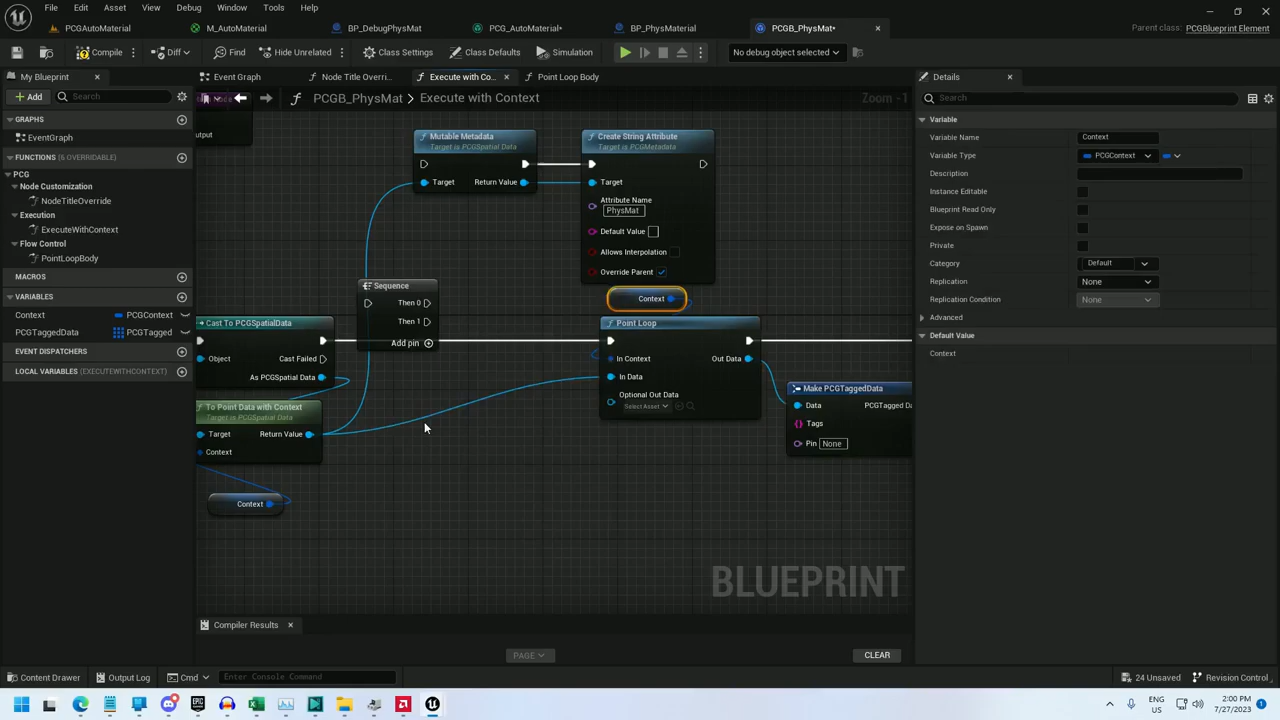 File Edit Asset View Debug Window Tools Help
PCGAutoMaterial M_AutoMaterial BP_DebugPhysMat PCG_AutoMaterial* BP_PhysMaterial PCGB_PhysMat* Parent class: PCGBlueprint Element
Compile Diff Find Hide Unrelated Class Settings Class Defaults Simulation No debug object selected
My Blueprint
Add Search
GRAPHS
EventGraph
FUNCTIONS (6 OVERRIDABLE)
PCG
Node Customization
NodeTitleOverride
Execution
ExecuteWithContext
Flow Control
PointLoopBody
MACROS
VARIABLES
Context PCGContext
PCGTaggedData PCGTagged
EVENT DISPATCHERS
LOCAL VARIABLES (EXECUTEWITHCONTEXT)
Event Graph Node Title Overri... Execute with Co... Point Loop Body
PCGB_PhysMat > Execute with Context Zoom -1
utput
Mutable Metadata
Target is PCGSpatial Data
Target Return Value
Create String Attribute
Target is PCGMetadata
Target
Attribute Name
PhysMat
Default Value
Allows Interpolation
Override Parent
Sequence
Then 0
Then 1
Add pin
Context
Cast To PCGSpatialData
Object Cast Failed
As PCGSpatial Data
Point Loop
In Context Out Data
In Data
Optional Out Data
Select Asset
To Point Data with Context
Target is PCGSpatial Data
Target Return Value
Context
Make PCGTaggedData
Data PCGTagged Da
Tags
Pin None
Context
BLUEPRINT
Compiler Results
PAGE CLEAR
Details
Search
Variable
Variable Name Context
Variable Type PCGContext
Description
Instance Editable
Blueprint Read Only
Expose on Spawn
Private
Category Default
Replication None
Replication Condition None
Advanced
Default Value
Context
Content Drawer Output Log Cmd Enter Console Command 24 Unsaved Revision Control
ENG
US
2:00 PM
7/27/2023